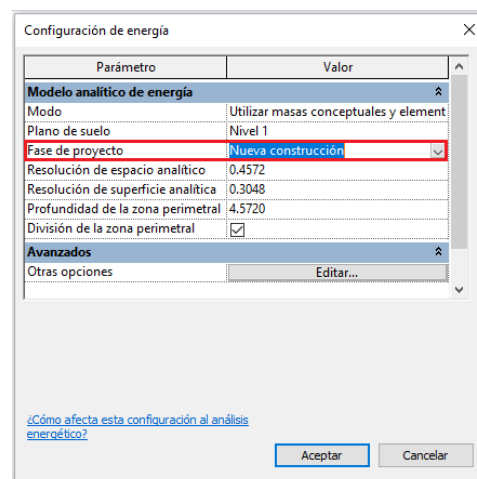 Configuración de energía
Parámetro Valor
Modelo analítico de energía
Modo Utilizar masas conceptuales y element
Plano de suelo Nivel 1
Fase de proyecto Nueva construcción
Resolución de espacio analítico 0.4572
Resolución de superficie analítica 0.3048
Profundidad de la zona perimetral 4.5720
División de la zona perimetral
Avanzados
Otras opciones Editar...
¿Cómo afecta esta configuración al análisis
energético?
Aceptar Cancelar